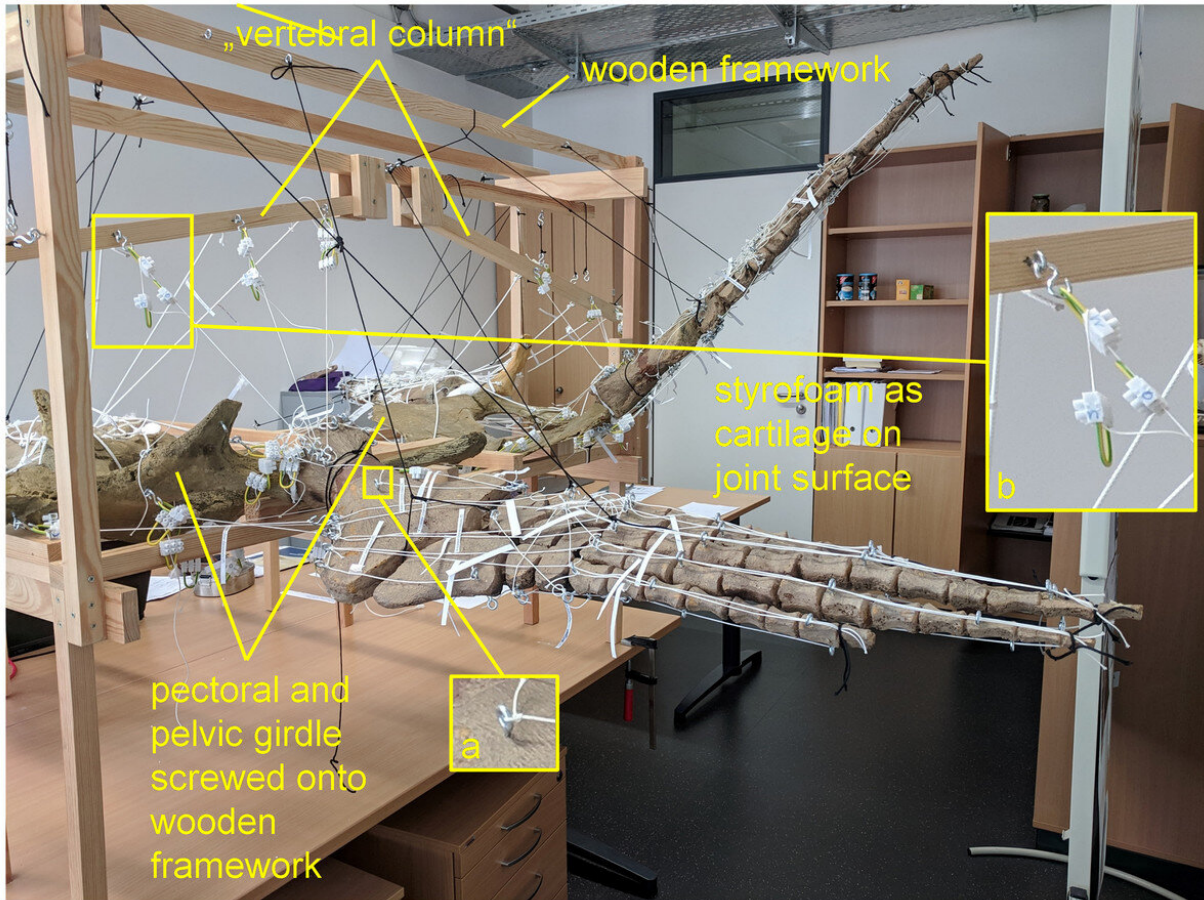 „vertebral column“
wooden framework
styrofoam as
cartilage on
joint surface
b
a
pectoral and
pelvic girdle
screwed onto
wooden
framework